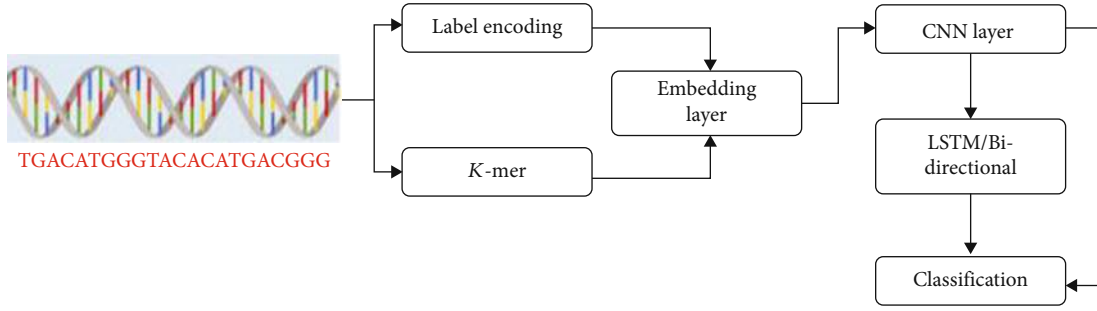 TGACATGGGTACACATGACGGG
Label encoding
K-mer
Embedding
layer
CNN layer
LSTM/Bi-
directional
Classification